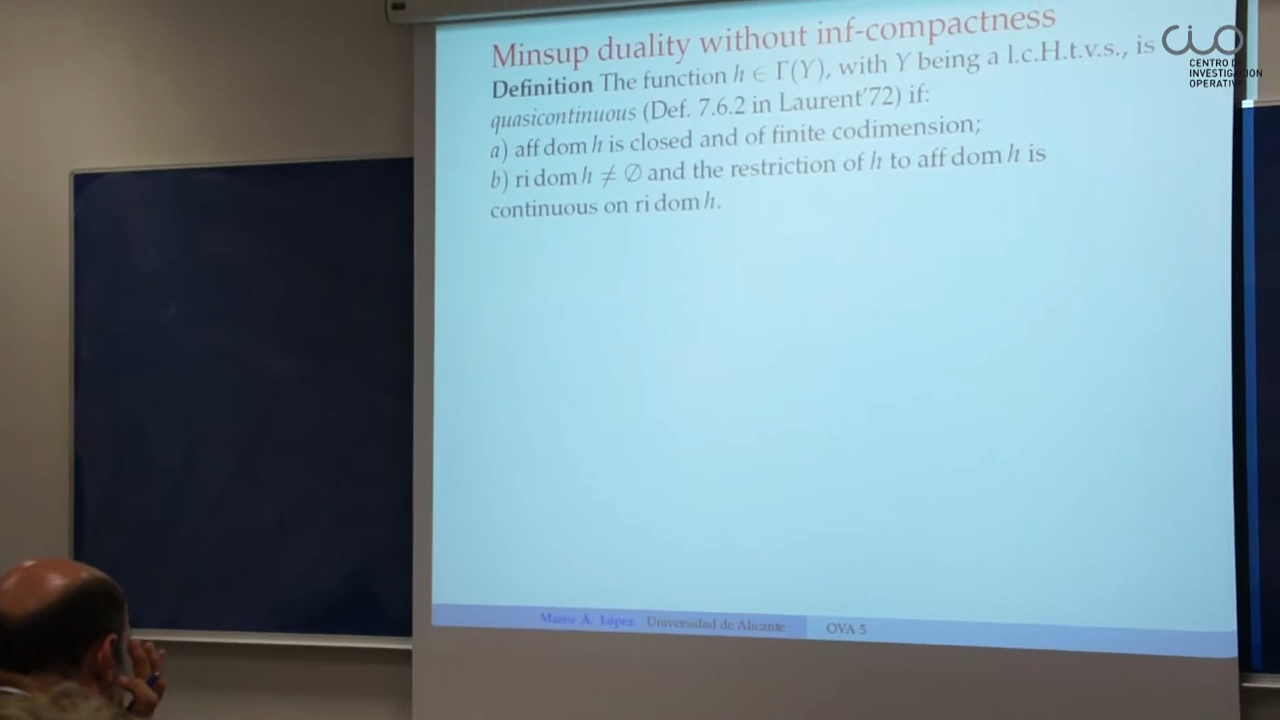 Minsup duality without inf-compactness
Definition The function h ∈ Γ(Y), with Y being a l.c.H.t.v.s., is
quasicontinuous (Def. 7.6.2 in Laurent'72) if:
a) aff dom h is closed and of finite codimension;
b) ri dom h ≠ ∅ and the restriction of h to aff dom h is
continuous on ri dom h.
Marco A. López Universidad de Alicante OVA 5
CIO
CENTRO DE
INVESTIGACIÓN
OPERATIVA